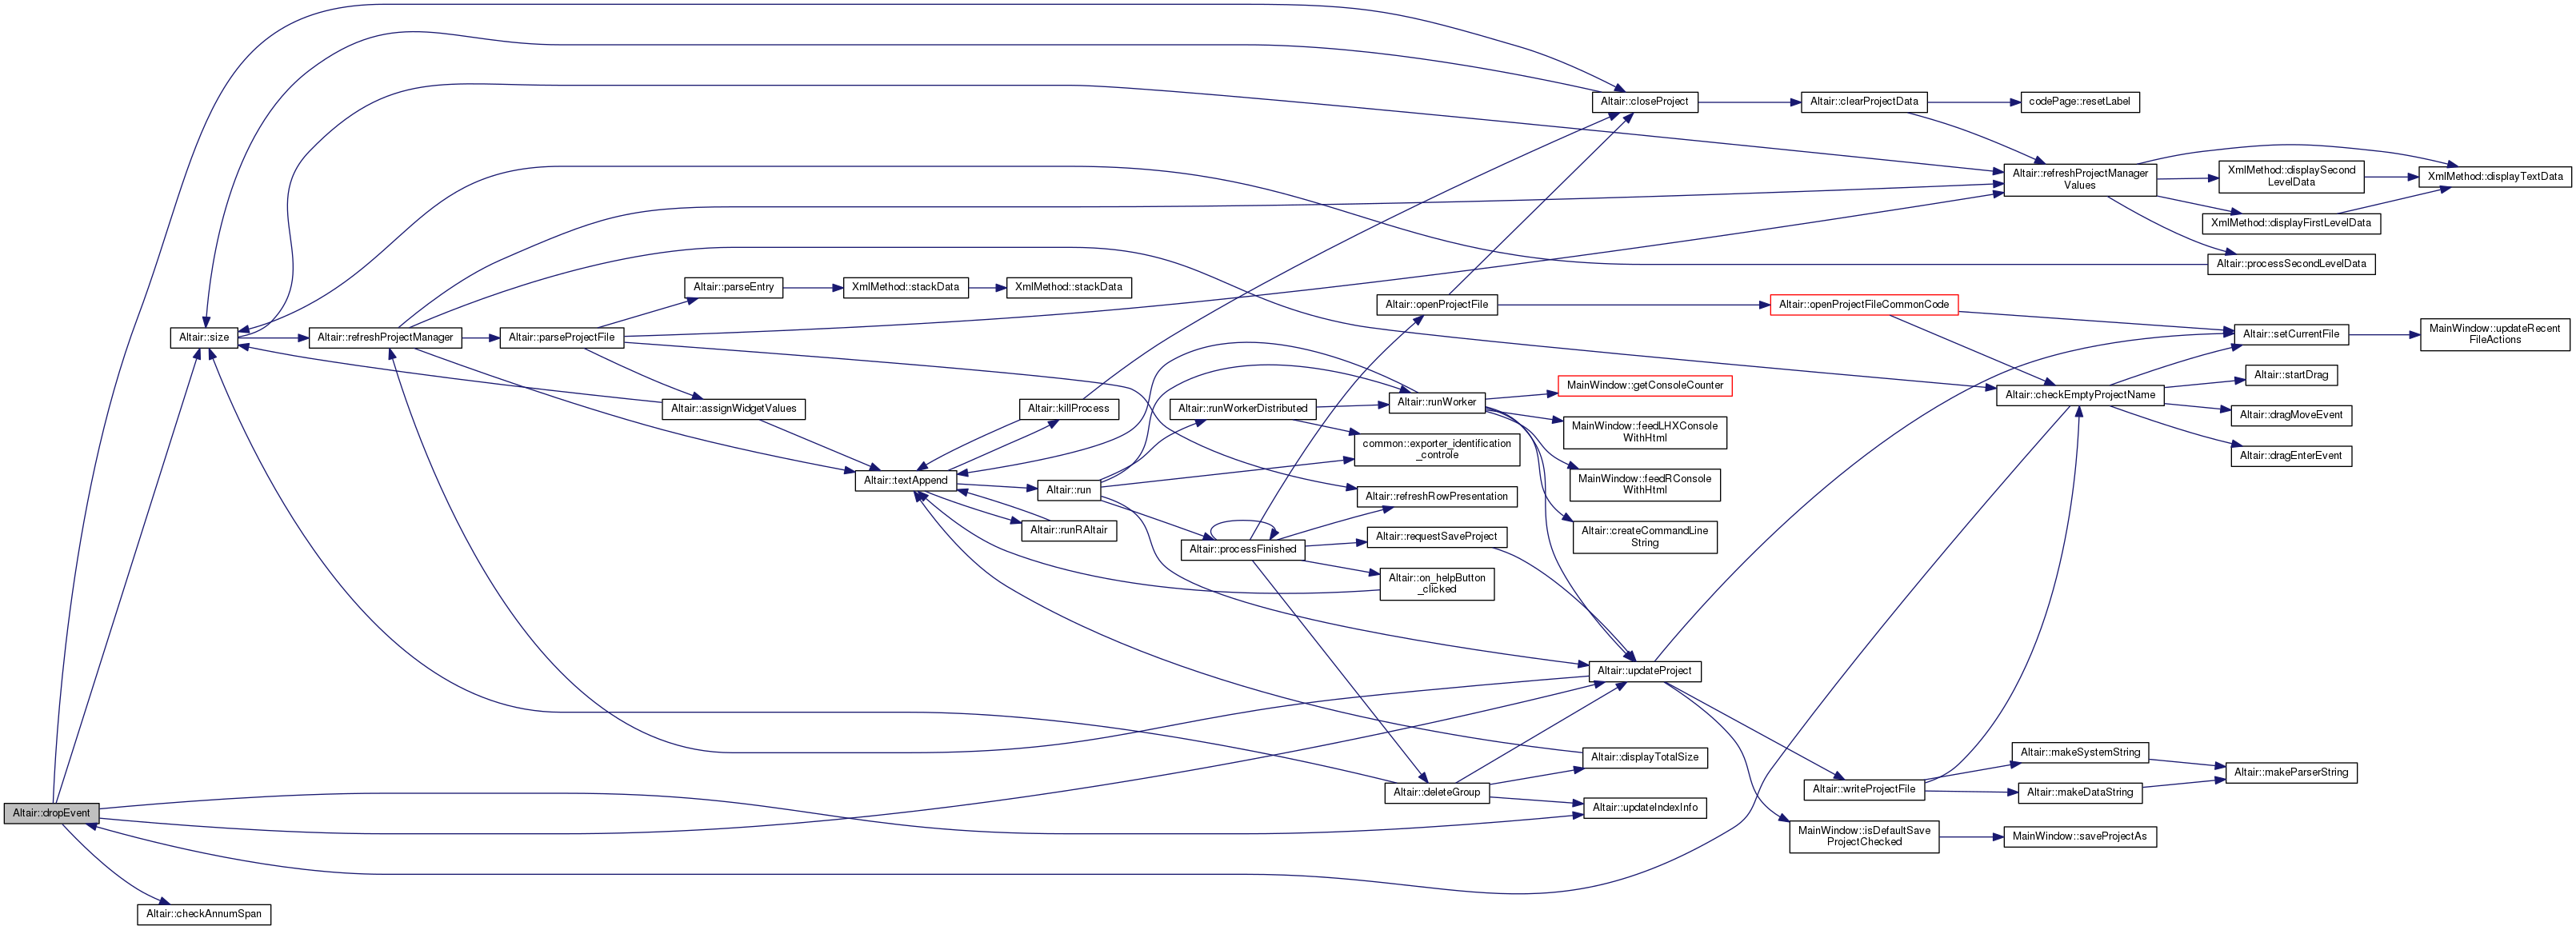 Altair::closeProject
Altair::clearProjectData
codePage::resetLabel
Altair::refreshProjectManager
Values
XmlMethod::displaySecond
LevelData
XmlMethod::displayTextData
XmlMethod::displayFirstLevelData
Altair::processSecondLevelData
Altair::parseEntry
XmlMethod::stackData
XmlMethod::stackData
Altair::openProjectFile
Altair::openProjectFileCommonCode
Altair::size
Altair::refreshProjectManager
Altair::parseProjectFile
Altair::setCurrentFile
MainWindow::updateRecent
FileActions
Altair::startDrag
MainWindow::getConsoleCounter
Altair::checkEmptyProjectName
Altair::assignWidgetValues
Altair::killProcess
Altair::runWorkerDistributed
Altair::runWorker
Altair::dragMoveEvent
MainWindow::feedLHXConsole
WithHtml
common::exporter_identification
_controle
Altair::dragEnterEvent
Altair::textAppend
Altair::run
MainWindow::feedRConsole
WithHtml
Altair::refreshRowPresentation
Altair::runRAltair
Altair::createCommandLine
String
Altair::requestSaveProject
Altair::processFinished
Altair::on_helpButton
_clicked
Altair::updateProject
Altair::displayTotalSize
Altair::makeSystemString
Altair::makeParserString
Altair::deleteGroup
Altair::writeProjectFile
Altair::makeDataString
Altair::updateIndexInfo
Altair::dropEvent
MainWindow::isDefaultSave
ProjectChecked
MainWindow::saveProjectAs
Altair::checkAnnumSpan